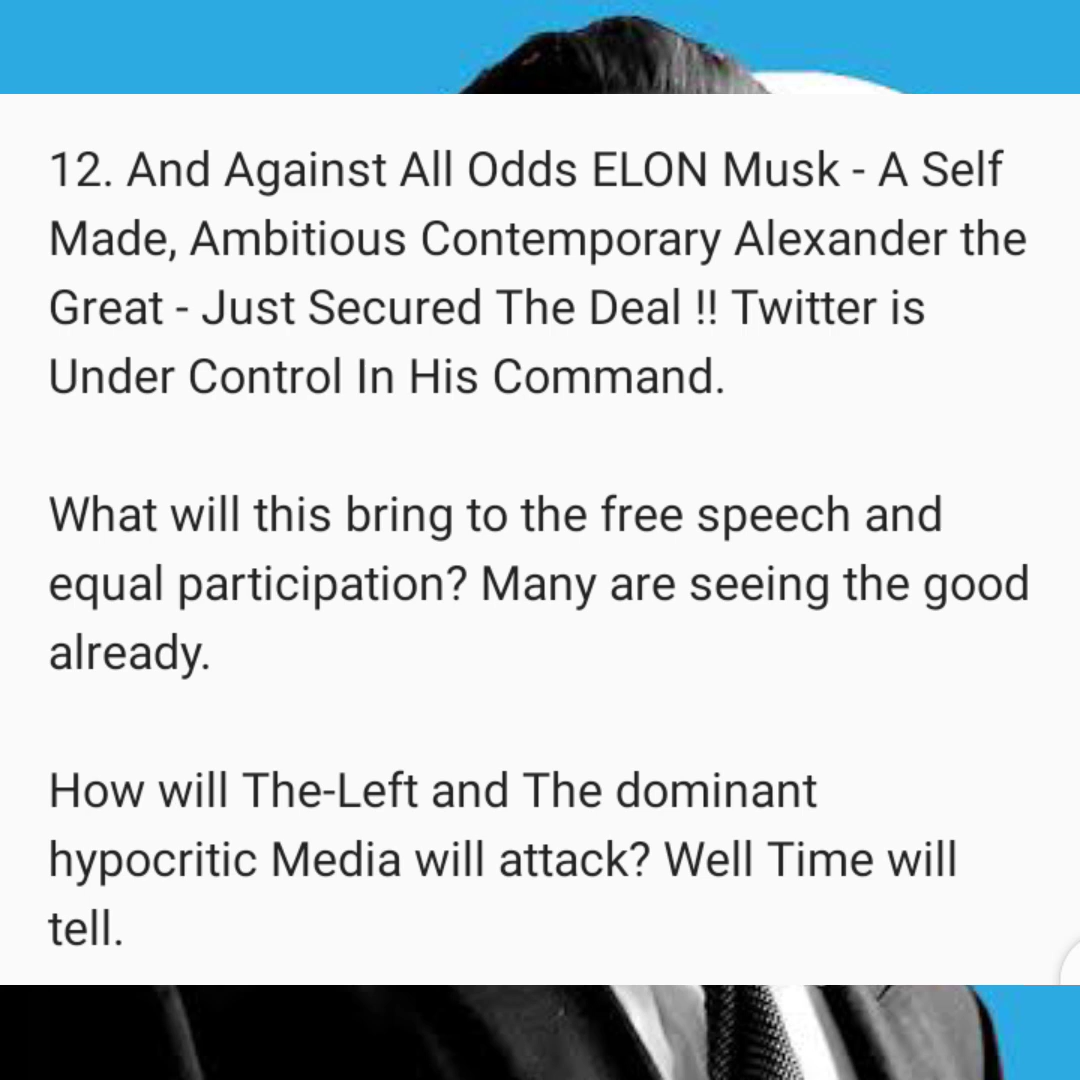 12. And Against All Odds ELON Musk - A Self
Made, Ambitious Contemporary Alexander the
Great - Just Secured The Deal !! Twitter is
Under Control In His Command.
What will this bring to the free speech and
equal participation? Many are seeing the good
already.
How will The-Left and The dominant
hypocritic Media will attack? Well Time will
tell.